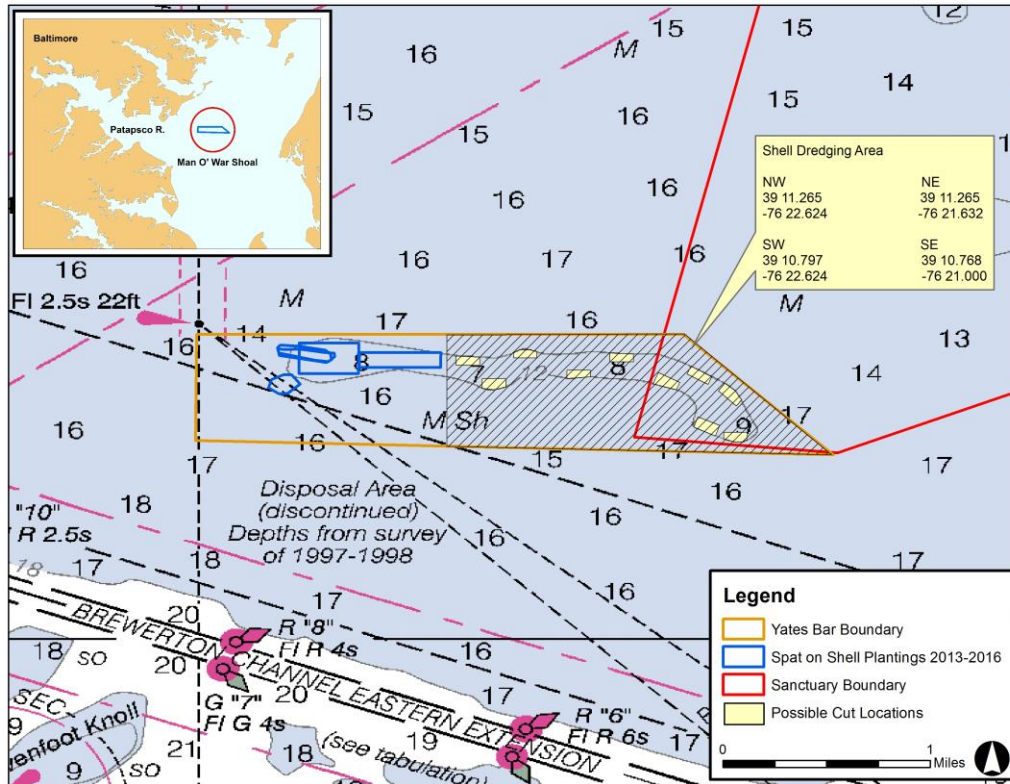 Baltimore
Patapsco R.
Man O' War Shoal
15
15
12
16
M
14
15
15
16
15
16
Shell Dredging Area
NW NE
39 11.265 39 11.265
-76 22.624 -76 21.632
SW SE
39 10.797 39 10.768
-76 22.624 -76 21.000
16
16
16
17
16
16
M
M
Fl 2.5s 22ft
14
17
16
13
16
8
7
12
8
14
16
M Sh
9
17
16
16
15
17
17
17
16
Disposal Area
(discontinued)
Depths from survey
of 1997-1998
18
16
16
17
"10"
R 2.5s
17
18
16
18
17
20
R "8"
Fl R 4s
16
BREWERTON CHANNEL EASTERN EXTENSION
18
SO
20
G "7"
Fl G 4s
20
17
R "6"
Fl R 6s
17
SEC
9
enfoot Knoll
21
18
(see tabulation)
19
9
SO
Legend
Yates Bar Boundary
Spat on Shell Plantings 2013-2016
Sanctuary Boundary
Possible Cut Locations
0 1
Miles
N